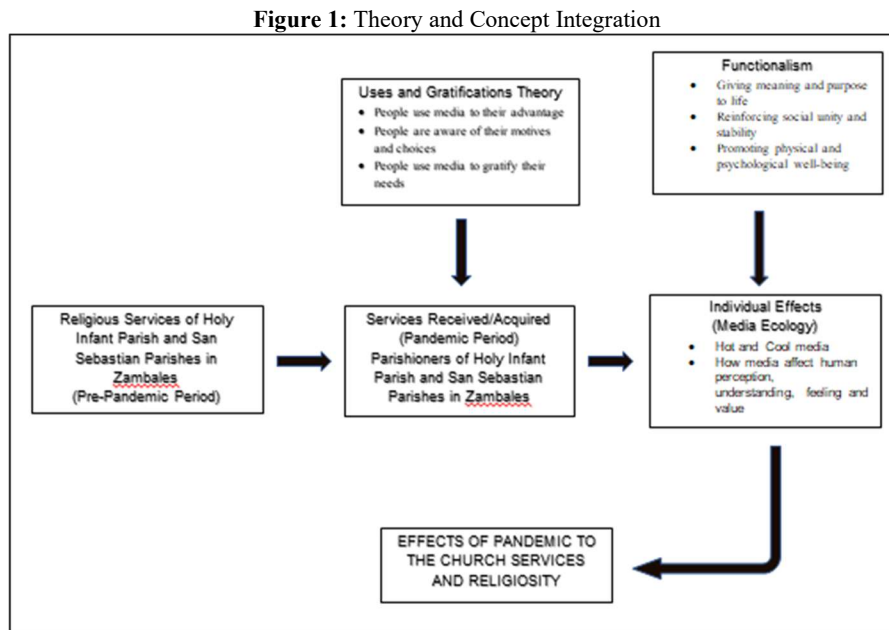 Figure 1: Theory and Concept Integration
Uses and Gratifications Theory
• People use media to their advantage
• People are aware of their motives
and choices
• People use media to gratify their
needs
Functionalism
• Giving meaning and purpose
to life
• Reinforcing social unity and
stability
• Promoting physical and
psychological well-being
Religious Services of Holy
Infant Parish and San
Sebastian Parishes in
Zambales
(Pre-Pandemic Period)
Services Received/Acquired
(Pandemic Period)
Parishioners of Holy Infant
Parish and San Sebastian
Parishes in Zambales
Individual Effects
(Media Ecology)
• Hot and Cool media
• How media affect human
perception,
understanding, feeling and
value
EFFECTS OF PANDEMIC TO
THE CHURCH SERVICES
AND RELIGIOSITY